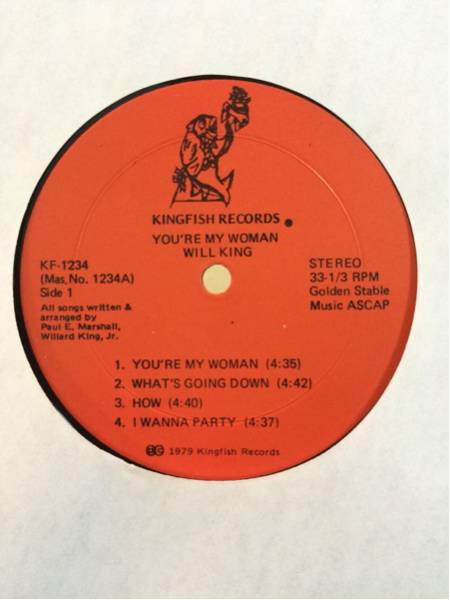 KINGFISH RECORDS
YOU'RE MY WOMAN
WILL KING
KF-1234
(Mas. No. 1234A)
Side 1
All songs written &
arranged by
Paul E. Marshall,
Willard King, Jr.
STEREO
33-1/3 RPM
Golden Stable
Music ASCAP
1. YOU'RE MY WOMAN (4:35)
2. WHAT'S GOING DOWN (4:42)
3. HOW (4:40)
4. I WANNA PARTY (4:37)
℗© 1979 Kingfish Records